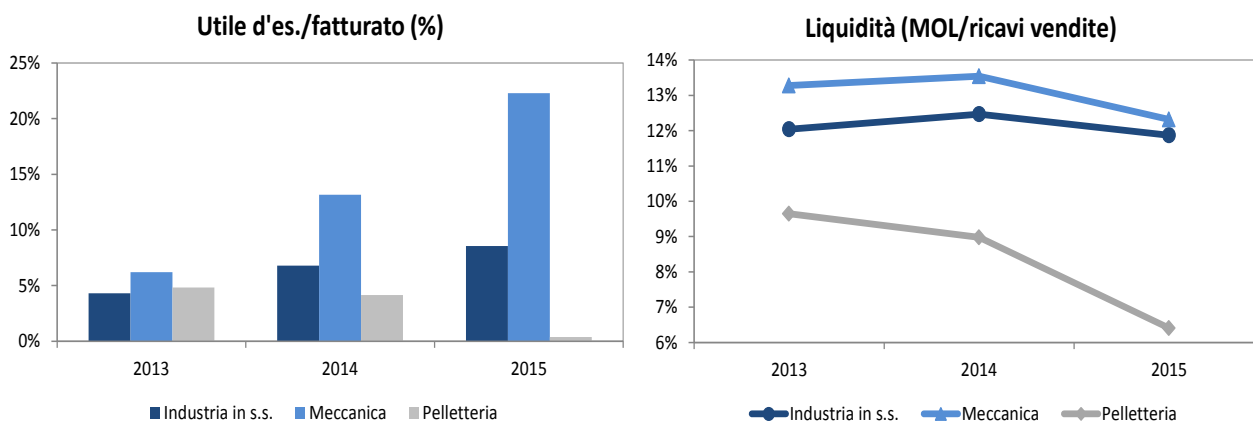 Utile d'es./fatturato (%)
25%
20%
15%
10%
5%
0%
2013 2014 2015
Industria in s.s. Meccanica Pelletteria
Liquidità (MOL/ricavi vendite)
14%
13%
12%
11%
10%
9%
8%
7%
6%
2013 2014 2015
Industria in s.s. Meccanica Pelletteria